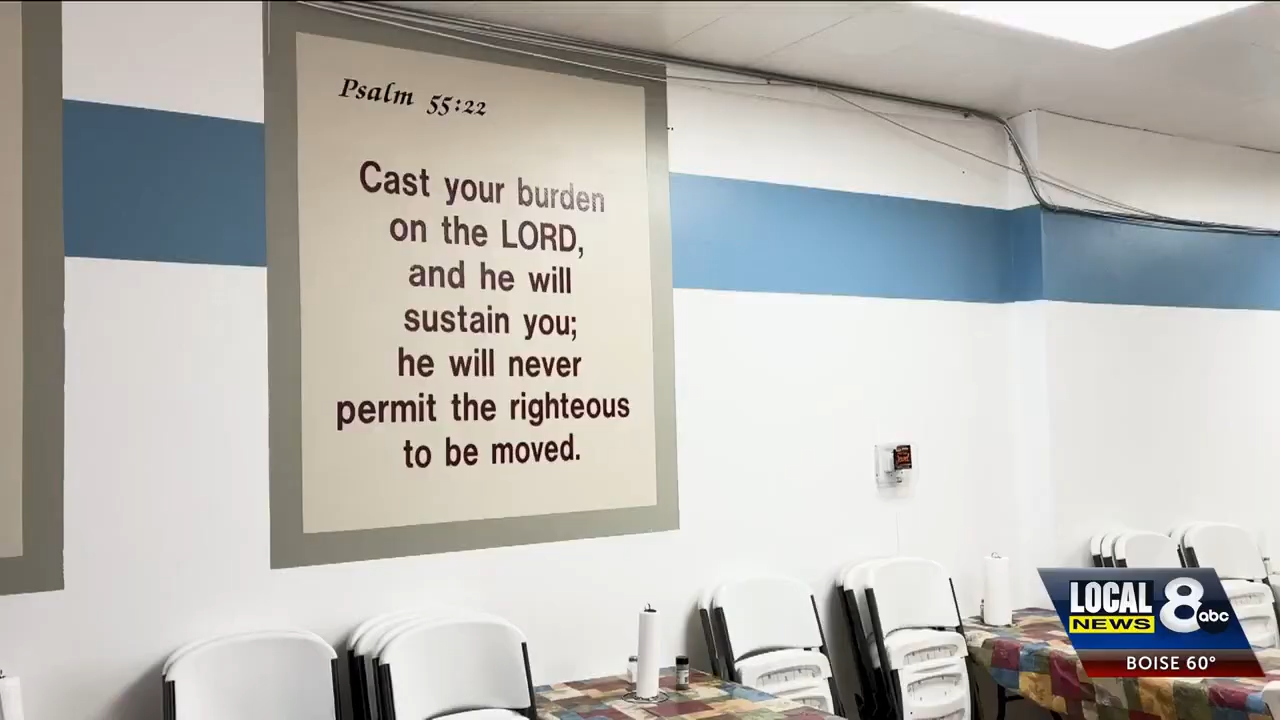 Psalm 55:22
Cast your burden
on the LORD,
and he will
sustain you;
he will never
permit the righteous
to be moved.
LOCAL
NEWS
8
abc
BOISE 60°